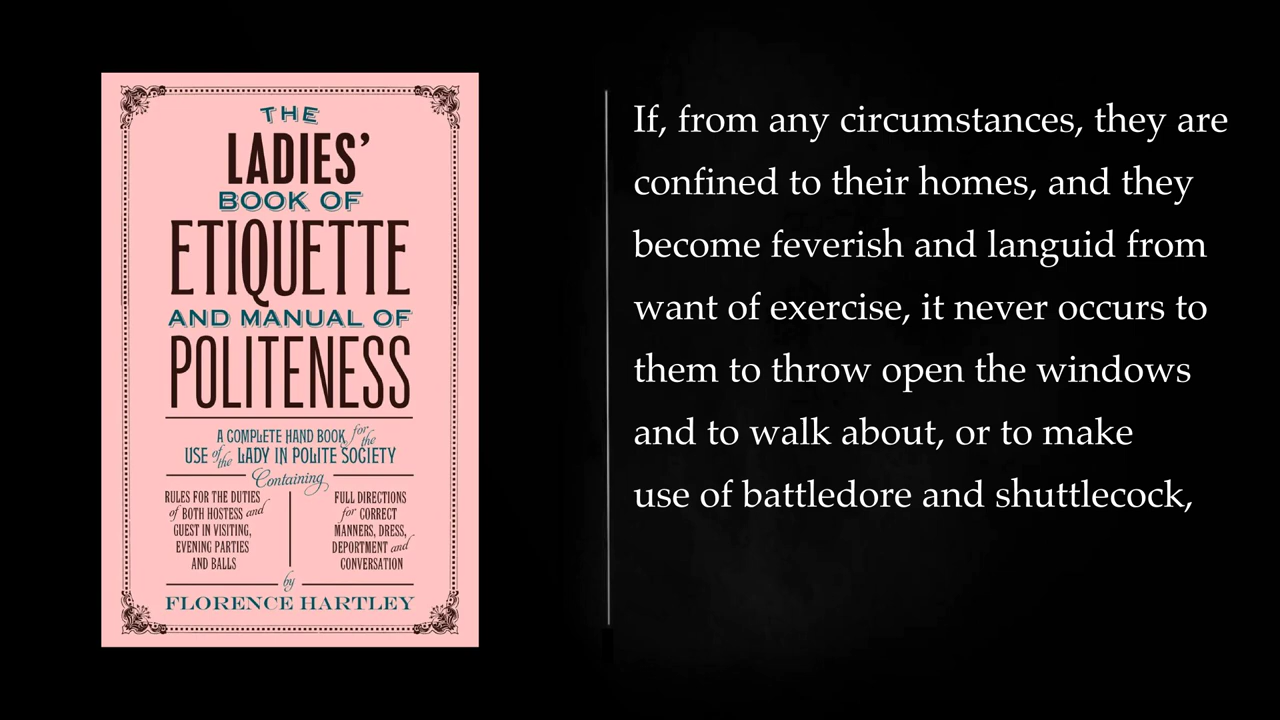 THE
LADIES'
BOOK OF
ETIQUETTE
AND MANUAL OF
POLITENESS
A COMPLETE HAND BOOK for the
USE of the LADY IN POLITE SOCIETY
Containing
RULES FOR THE DUTIES
of BOTH HOSTESS and
GUEST IN VISITING,
EVENING PARTIES
AND BALLS
FULL DIRECTIONS
for CORRECT
MANNERS, DRESS,
DEPORTMENT and
CONVERSATION
by
FLORENCE HARTLEY
If, from any circumstances, they are
confined to their homes, and they
become feverish and languid from
want of exercise, it never occurs to
them to throw open the windows
and to walk about, or to make
use of battledore and shuttlecock,